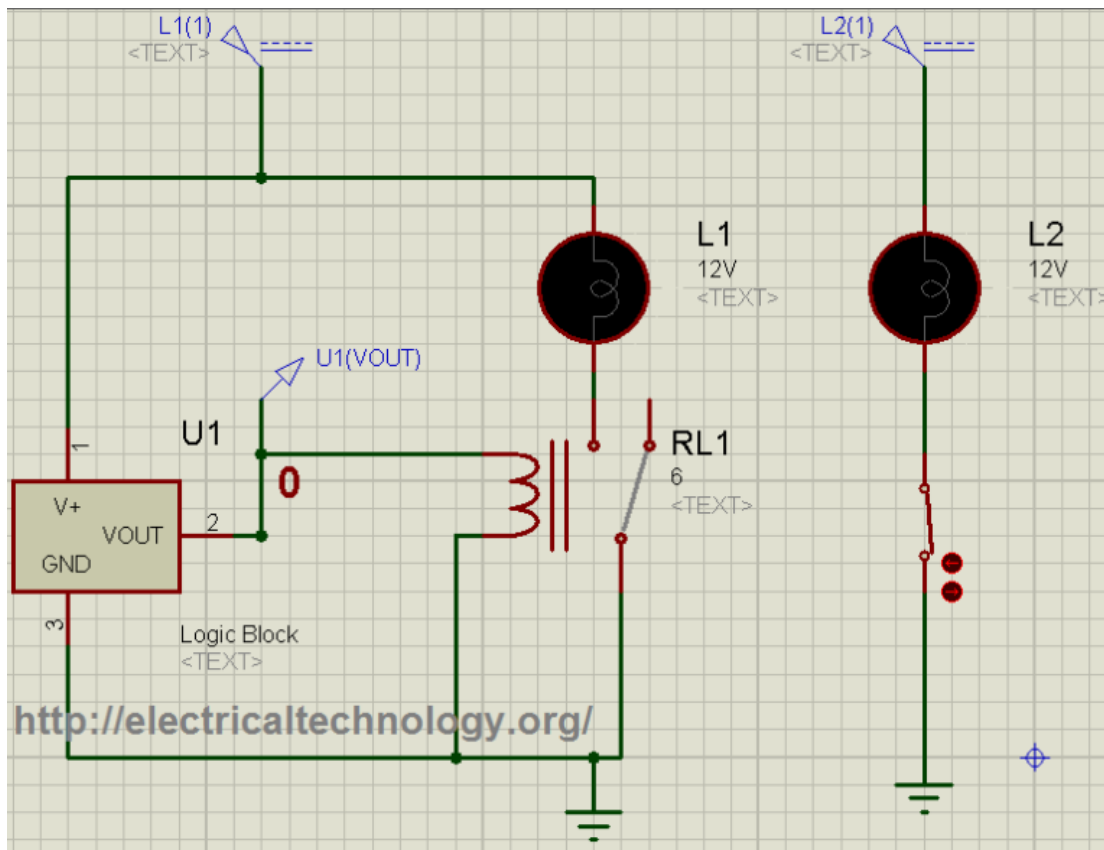 L1(1)
<TEXT>
L2(1)
<TEXT>
L1
12V
<TEXT>
L2
12V
<TEXT>
U1(VOUT)
U1
0
RL1
6
<TEXT>
1
V+
VOUT
2
GND
3
Logic Block
<TEXT>
http://electricaltechnology.org/